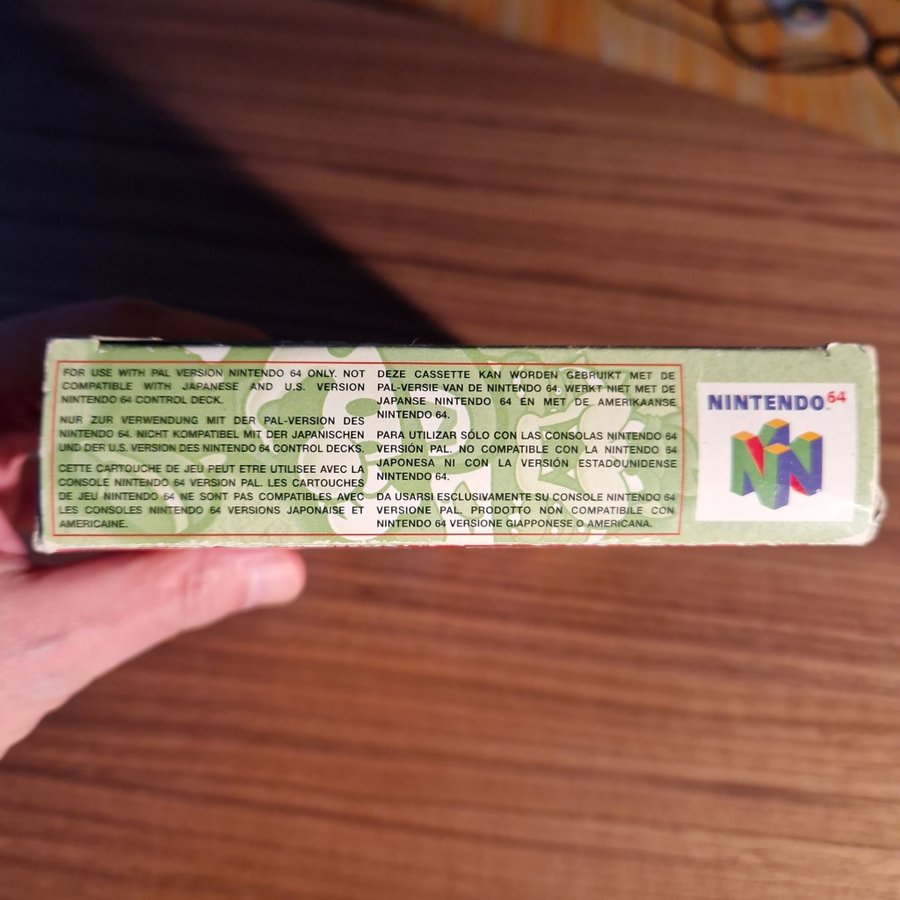 FOR USE WITH PAL VERSION NINTENDO 64 ONLY. NOT
COMPATIBLE WITH JAPANESE AND U.S. VERSION
NINTENDO 64 CONTROL DECK.
NUR ZUR VERWENDUNG MIT DER PAL-VERSION DES
NINTENDO 64. NICHT KOMPATIBEL MIT DER JAPANISCHEN
UND DER U.S. VERSION DES NINTENDO 64 CONTROL DECKS.
CETTE CARTOUCHE DE JEU PEUT ETRE UTILISEE AVEC LA
CONSOLE NINTENDO 64 VERSION PAL. LES CARTOUCHES
DE JEU NINTENDO 64 NE SONT PAS COMPATIBLES AVEC
LES CONSOLES NINTENDO 64 VERSIONS JAPONAISE ET
AMERICAINE.
DEZE CASSETTE KAN WORDEN GEBRUIKT MET DE
PAL-VERSIE VAN DE NINTENDO 64. WERKT NIET MET DE
JAPANSE NINTENDO 64 EN MET DE AMERIKAANSE
NINTENDO 64.
PARA UTILIZAR SÓLO CON LAS CONSOLAS NINTENDO 64
VERSIÓN PAL. NO COMPATIBLE CON LA NINTENDO 64
JAPONESA NI CON LA VERSIÓN ESTADOUNIDENSE
NINTENDO 64.
DA USARSI ESCLUSIVAMENTE SU CONSOLE NINTENDO 64
VERSIONE PAL. PRODOTTO NON COMPATIBILE CON
NINTENDO 64 VERSIONE GIAPPONESE O AMERICANA.
NINTENDO 64